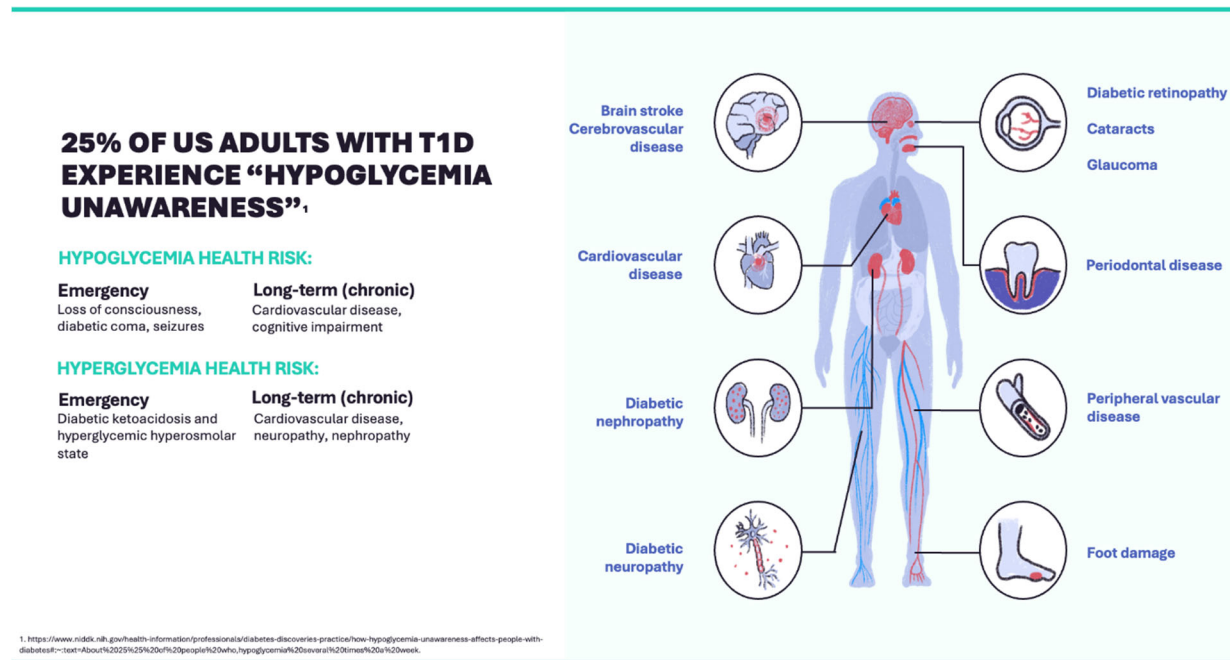 25% OF US ADULTS WITH T1D
EXPERIENCE “HYPOGLYCEMIA
UNAWARENESS”1
HYPOGLYCEMIA HEALTH RISK:
Emergency
Loss of consciousness,
diabetic coma, seizures
Long-term (chronic)
Cardiovascular disease,
cognitive impairment
HYPERGLYCEMIA HEALTH RISK:
Emergency
Diabetic ketoacidosis and
hyperglycemic hyperosmolar
state
Long-term (chronic)
Cardiovascular disease,
neuropathy, nephropathy
Brain stroke
Cerebrovascular
disease
Cardiovascular
disease
Diabetic
nephropathy
Diabetic
neuropathy
Diabetic retinopathy
Cataracts
Glaucoma
Periodontal disease
Peripheral vascular
disease
Foot damage
1. https://www.niddk.nih.gov/health-information/professionals/diabetes-discoveries-practice/how-hypoglycemia-unawareness-affects-people-with-
diabetes#:~:text=About%2025%25%20of%20people%20who,hypoglycemia%20several%20times%20a%20week.